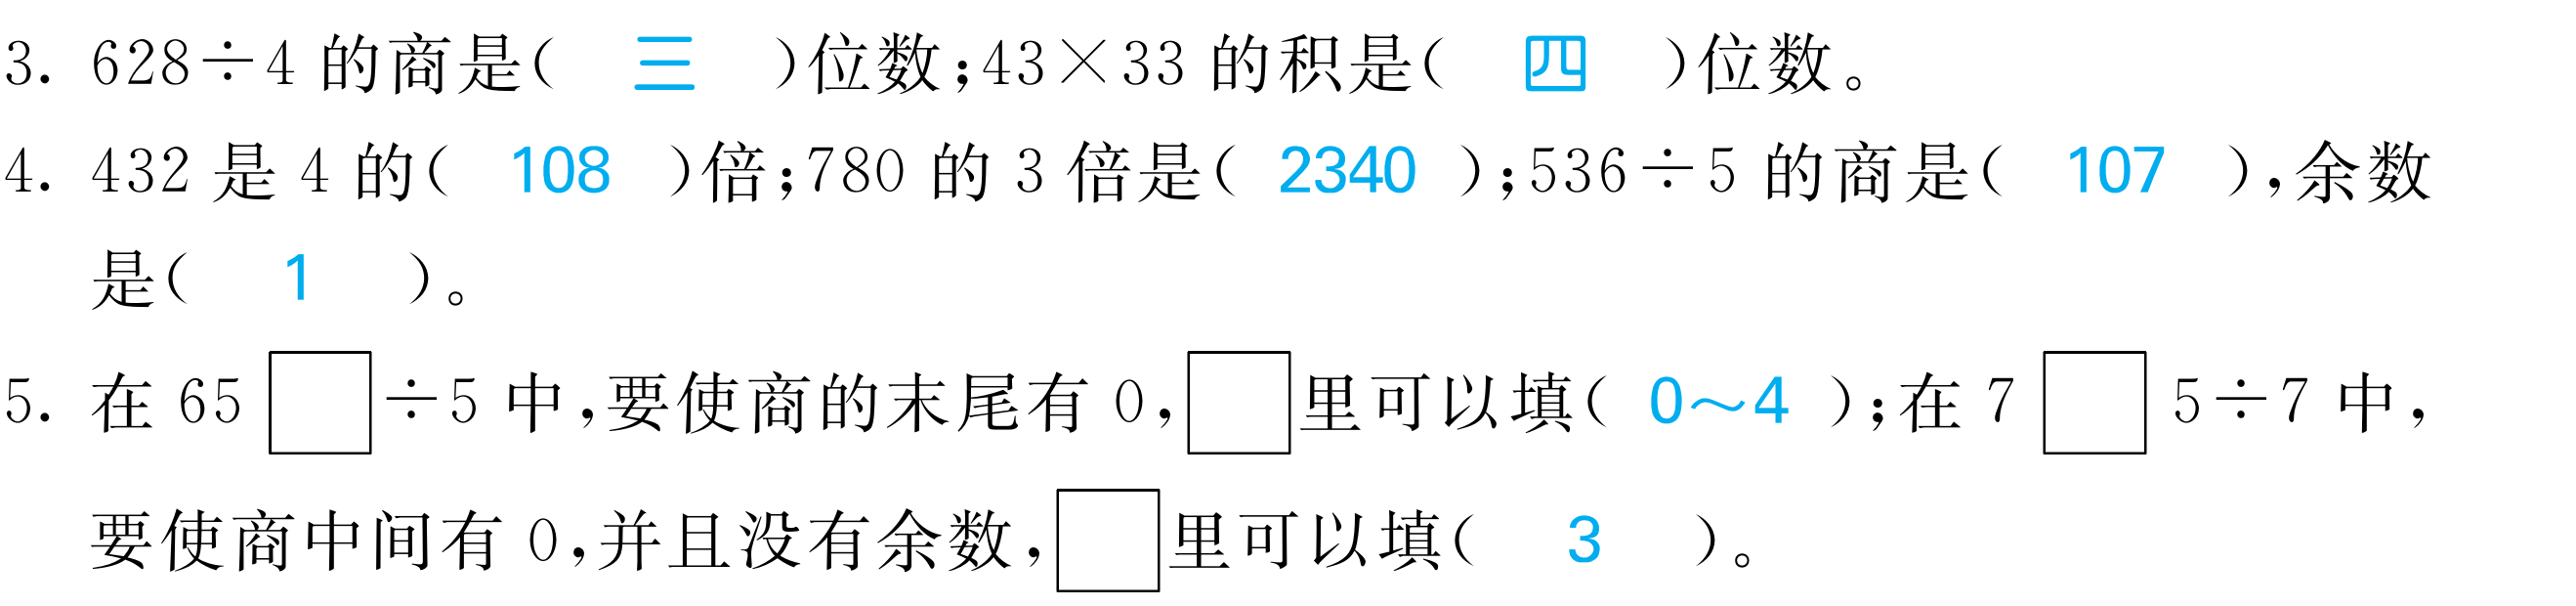 3. 628÷4 的商是( 三 )位数;43×33 的积是( 四 )位数。
4. 432 是 4 的( 108 )倍;780 的 3 倍是( 2340 );536÷5 的商是( 107 ),余数
是( 1 )。
5. 在 65□÷5 中,要使商的末尾有 0,□里可以填( 0～4 );在 7□5÷7 中,
要使商中间有 0,并且没有余数,□里可以填( 3 )。